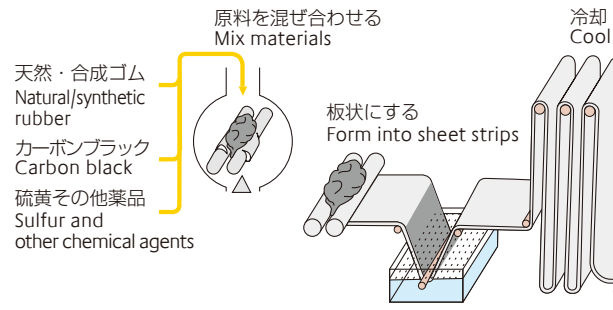 原料を混ぜ合わせる
Mix materials
天然・合成ゴム
Natural/synthetic
rubber
カーボンブラック
Carbon black
硫黄その他薬品
Sulfur and
other chemical agents
板状にする
Form into sheet strips
冷却
Cool